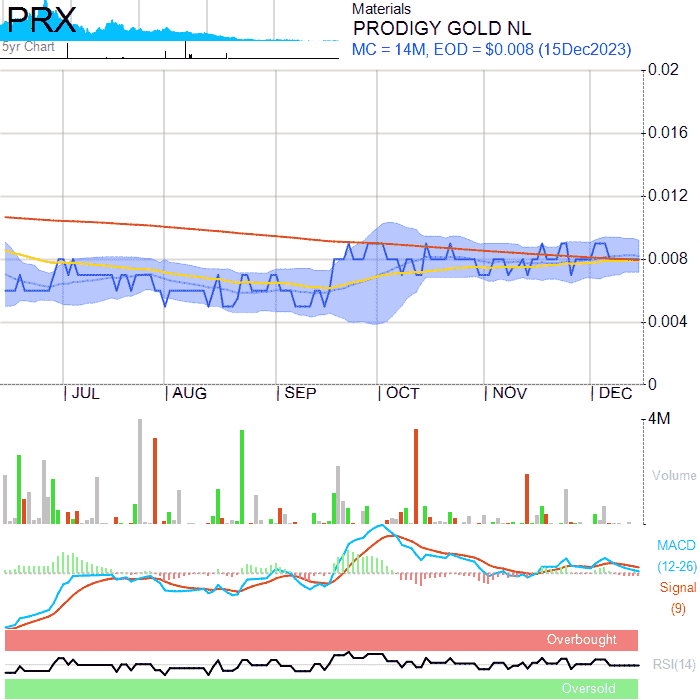 PRX
5yr Chart
Materials
PRODIGY GOLD NL
MC = 14M, EOD = $0.008 (15Dec2023)
0.02
0.016
0.012
0.008
0.004
0
JUL AUG SEP OCT NOV DEC
4M
Volume
MACD
(12-26)
Signal
(9)
Overbought
RSI(14)
Oversold